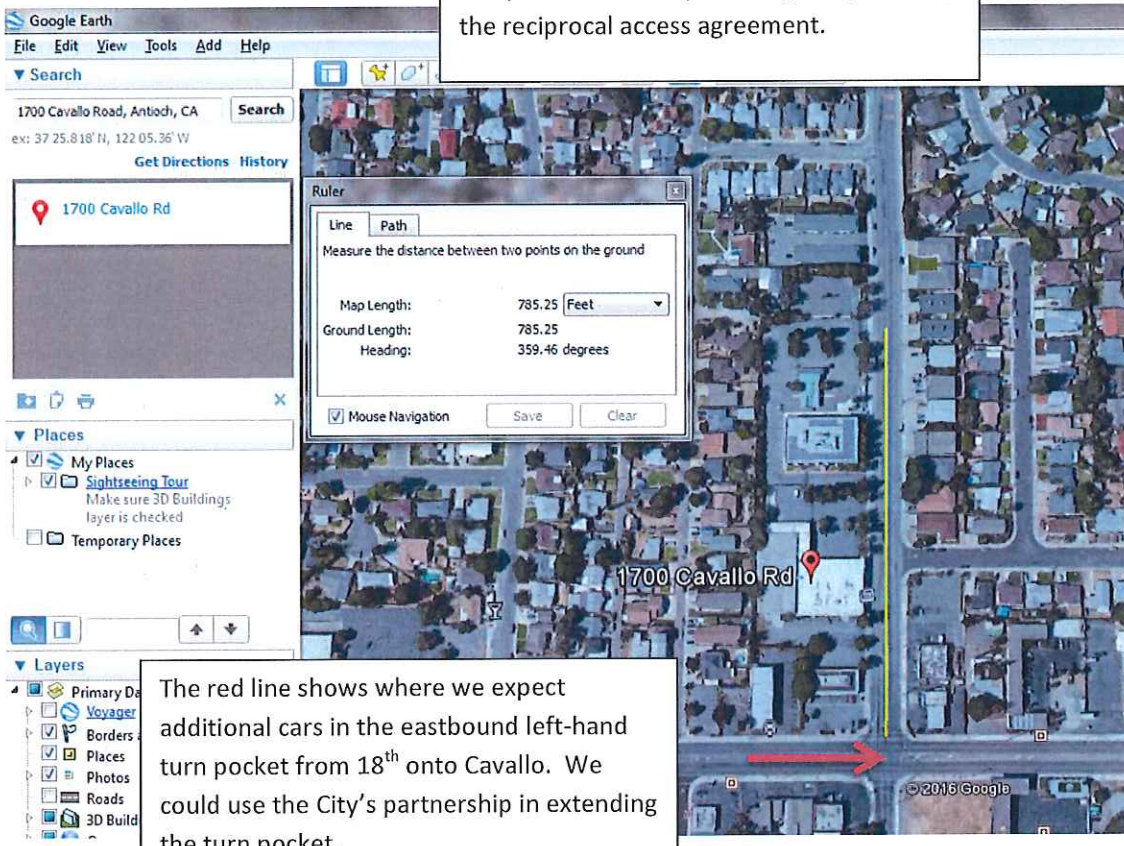 the reciprocal access agreement.
Google Earth
File Edit View Tools Add Help
▼ Search
1700 Cavallo Road, Antioch, CA Search
ex: 37 25.818' N, 122 05.36' W
Get Directions History
1700 Cavallo Rd
Ruler
Line Path
Measure the distance between two points on the ground
Map Length: 785.25 Feet
Ground Length: 785.25
Heading: 359.46 degrees
Mouse Navigation Save Clear
▼ Places
My Places
Sightseeing Tour
Make sure 3D Buildings
layer is checked
Temporary Places
1700 Cavallo Rd
▼ Layers
Primary Da
Voyager
Borders
Places
Photos
Roads
3D Build
The red line shows where we expect
additional cars in the eastbound left-hand
turn pocket from 18th onto Cavallo. We
could use the City's partnership in extending
the turn pocket.
© 2016 Google